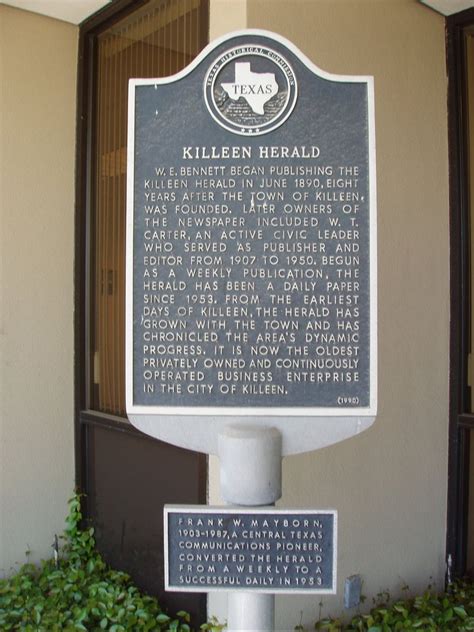 TEXAS HISTORICAL COMMISSION
TEXAS
KILLEEN HERALD
W. E. BENNETT BEGAN PUBLISHING THE
KILLEEN HERALD IN JUNE 1890, EIGHT
YEARS AFTER THE TOWN OF KILLEEN
WAS FOUNDED. LATER OWNERS OF
THE NEWSPAPER INCLUDED W. T.
CARTER, AN ACTIVE CIVIC LEADER
WHO SERVED AS PUBLISHER AND
EDITOR FROM 1907 TO 1950. BEGUN
AS A WEEKLY PUBLICATION, THE
HERALD HAS BEEN A DAILY PAPER
SINCE 1953. FROM THE EARLIEST
DAYS OF KILLEEN, THE HERALD HAS
GROWN WITH THE TOWN AND HAS
CHRONICLED THE AREA'S DYNAMIC
PROGRESS. IT IS NOW THE OLDEST
PRIVATELY OWNED AND CONTINUOUSLY
OPERATED BUSINESS ENTERPRISE
IN THE CITY OF KILLEEN.
(1990)
FRANK W. MAYBORN,
1903-1987, A CENTRAL TEXAS
COMMUNICATIONS PIONEER,
CONVERTED THE HERALD
FROM A WEEKLY TO A
SUCCESSFUL DAILY IN 1953